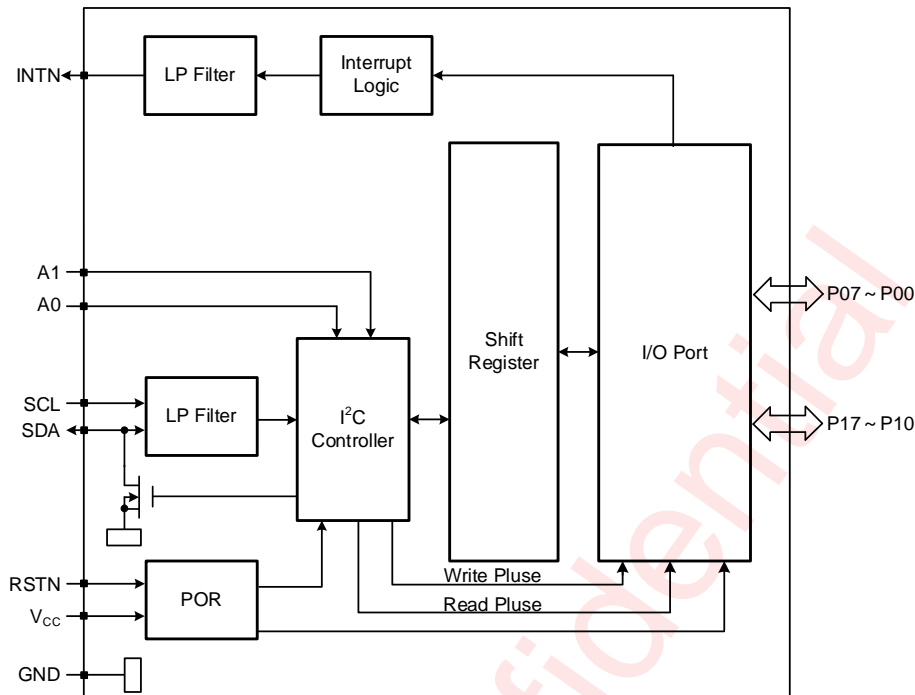 INTN
LP Filter
Interrupt
Logic
A1
A0
Shift
Register
I/O Port
P07 ~ P00
P17 ~ P10
SCL
SDA
LP Filter
I²C
Controller
RSTN
VCC
POR
Write Pluse
Read Pluse
GND
fidential